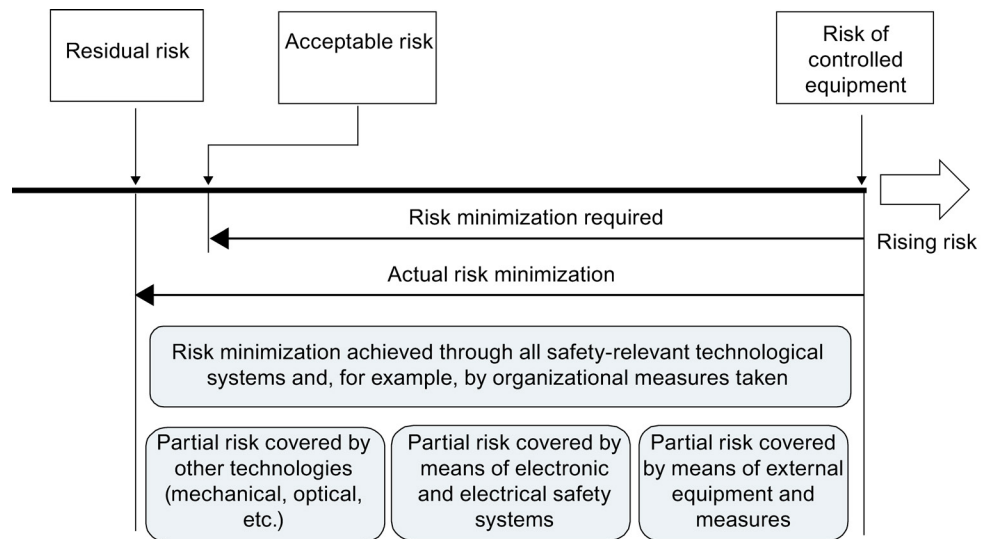 Residual risk
Acceptable risk
Risk of
controlled
equipment
Risk minimization required
Rising risk
Actual risk minimization
Risk minimization achieved through all safety-relevant technological
systems and, for example, by organizational measures taken
Partial risk covered by
other technologies
(mechanical, optical,
etc.)
Partial risk covered by
means of electronic
and electrical safety
systems
Partial risk covered
by means of external
equipment and
measures